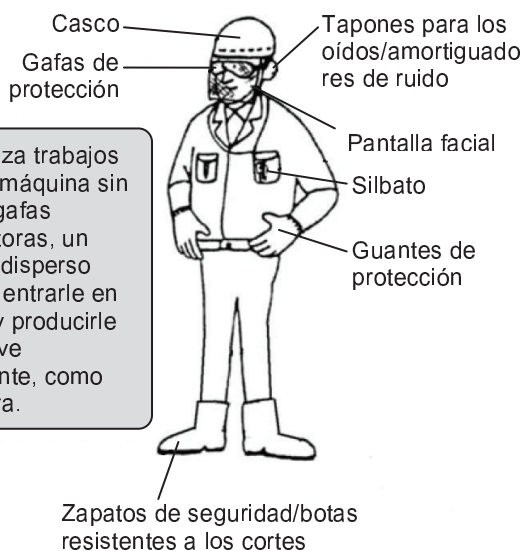 Casco
Gafas de
protección
Tapones para los
oídos/amortiguado
res de ruido
Pantalla facial
Silbato
Guantes de
protección
za trabajos
máquina sin
gafas
oras, un
disperso
entrarle en
y producirle
ve
nte, como
a.
Zapatos de seguridad/botas
resistentes a los cortes